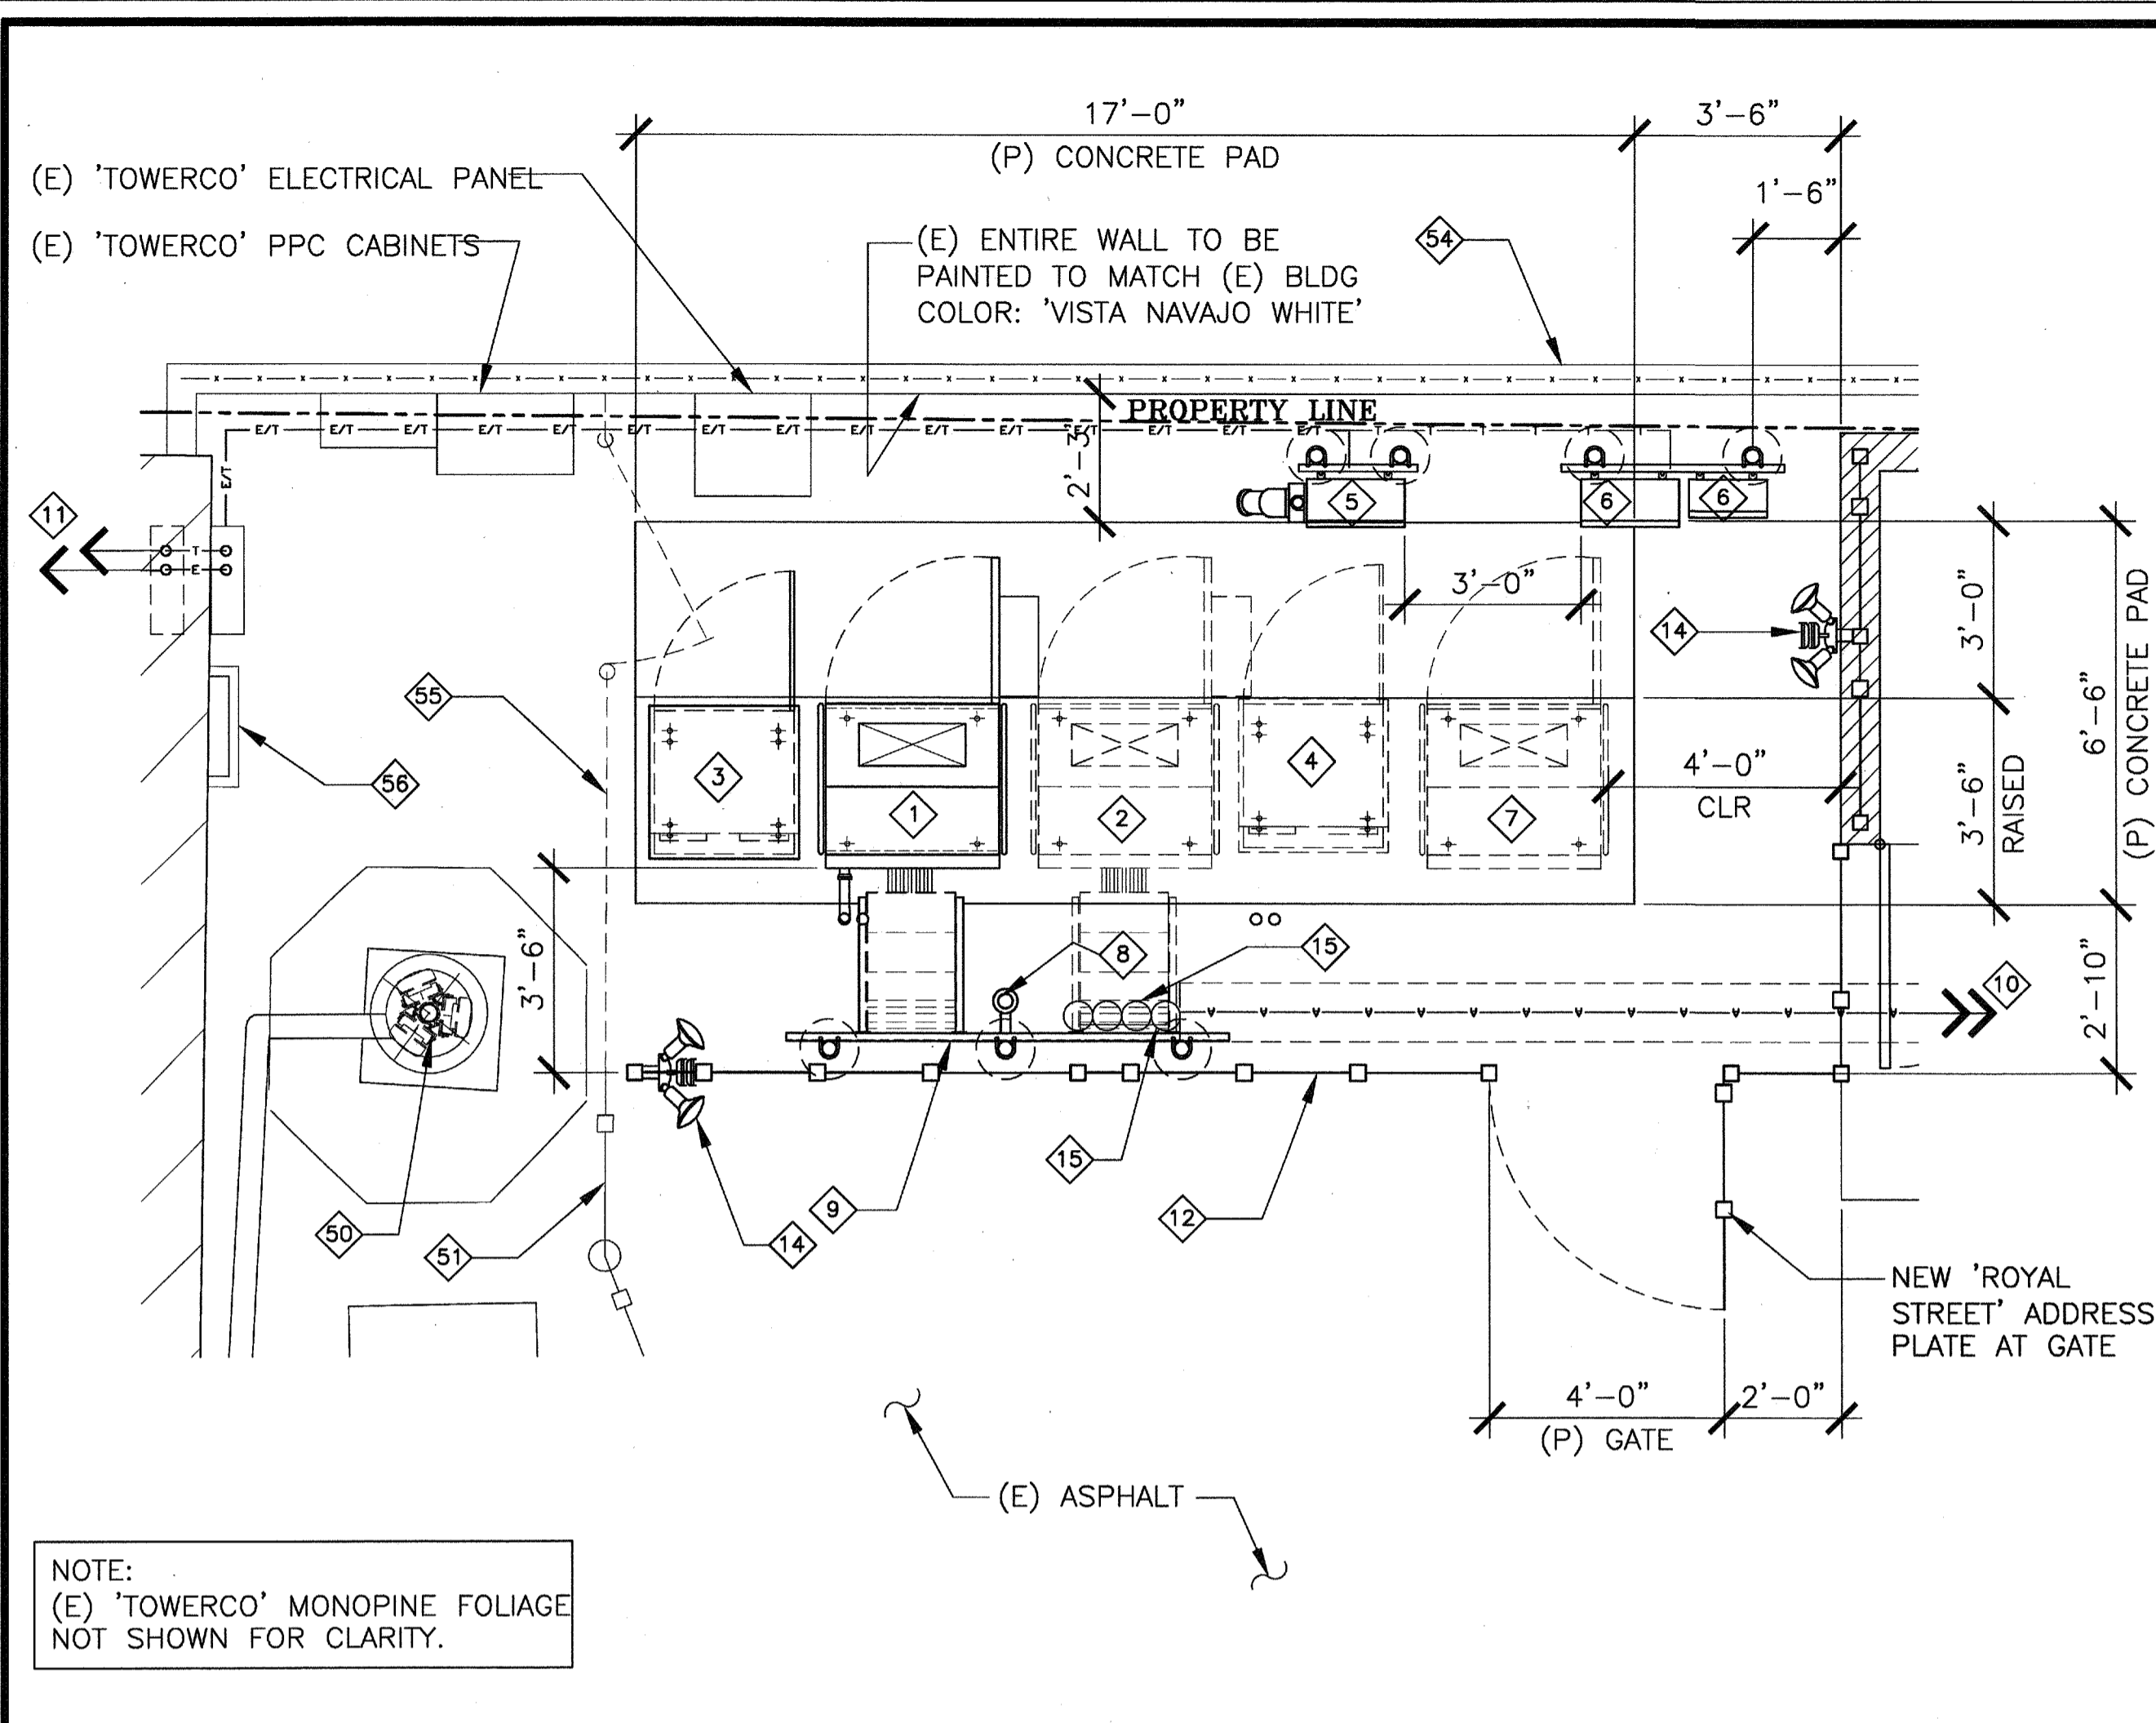 17'-0"
3'-6"
(P) CONCRETE PAD
1'-6"
(E) 'TOWERCO' ELECTRICAL PANEL
(E) 'TOWERCO' PPC CABINETS
(E) ENTIRE WALL TO BE
PAINTED TO MATCH (E) BLDG
COLOR: 'VISTA NAVAJO WHITE'
54
PROPERTY LINE
E/T E/T E/T E/T E/T E/T E/T E/T E/T E/T E/T E/T E/T E/T T T T T T T
E/T
2'-3"
5
6
6
11
T
E
3'-0"
14
3'-0"
6'-6"
(P) CONCRETE PAD
55
56
3
1
2
4
7
4'-0"
CLR
3'-6"
RAISED
3'-6"
8
15
10
2'-10"
50
51
14
9
15
12
NEW 'ROYAL
STREET' ADDRESS
PLATE AT GATE
4'-0"
2'-0"
(P) GATE
(E) ASPHALT
NOTE:
(E) 'TOWERCO' MONOPINE FOLIAGE
NOT SHOWN FOR CLARITY.